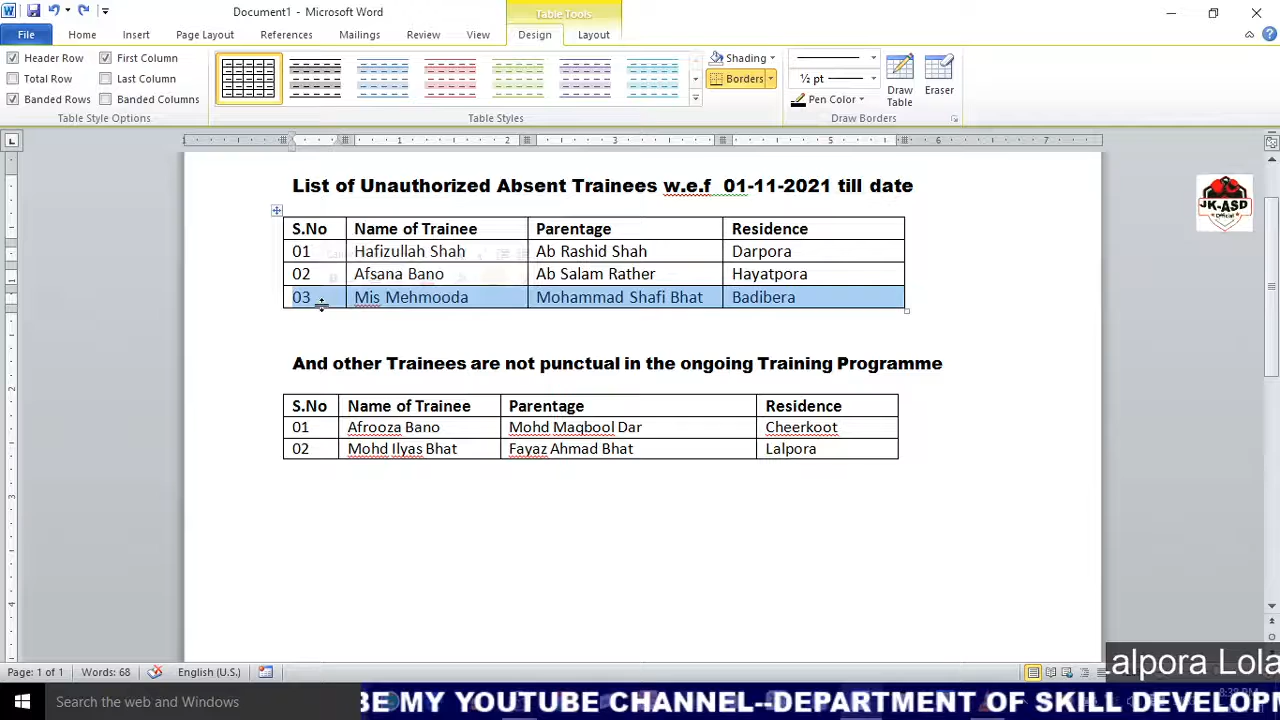 Document1 - Microsoft Word
Table Tools
File Home Insert Page Layout References Mailings Review View Design Layout
Header Row First Column
Total Row Last Column
Banded Rows Banded Columns
Table Style Options
Table Styles
Shading
Borders
½ pt
Pen Color
Draw Table
Eraser
Draw Borders
List of Unauthorized Absent Trainees w.e.f 01-11-2021 till date
S.No Name of Trainee Parentage Residence
01 Hafizullah Shah Ab Rashid Shah Darpora
02 Afsana Bano Ab Salam Rather Hayatpora
03 Mis Mehmooda Mohammad Shafi Bhat Badibera
And other Trainees are not punctual in the ongoing Training Programme
S.No Name of Trainee Parentage Residence
01 Afrooza Bano Mohd Maqbool Dar Cheerkoot
02 Mohd Ilyas Bhat Fayaz Ahmad Bhat Lalpora
JK-ASD
Official
alpora Lola
Page: 1 of 1 Words: 68 English (U.S.)
Search the web and Windows
BE MY YOUTUBE CHANNEL--DEPARTMENT OF SKILL DEVELOP